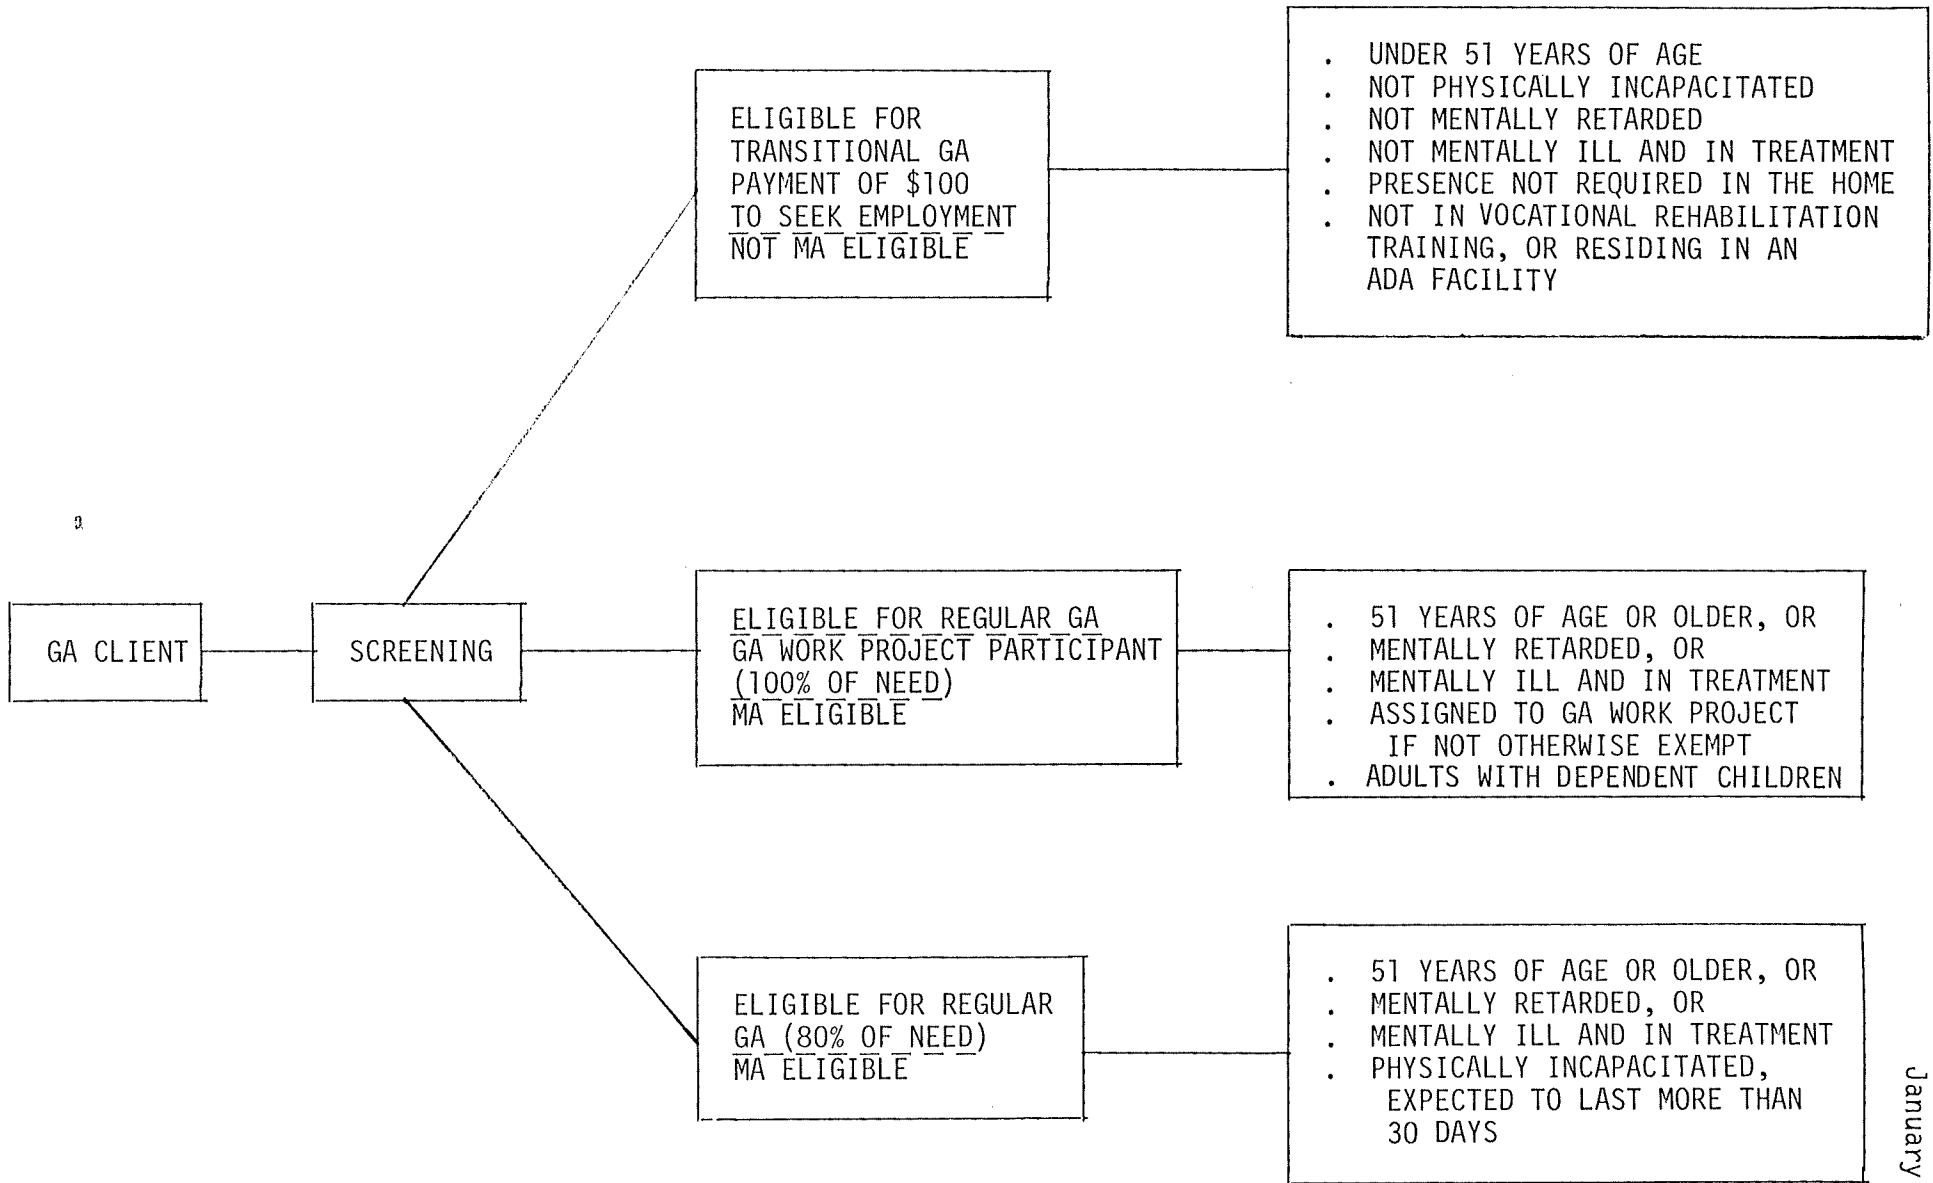 GA CLIENT
SCREENING
ELIGIBLE FOR
TRANSITIONAL GA
PAYMENT OF $100
TO SEEK EMPLOYMENT
NOT MA ELIGIBLE
. UNDER 51 YEARS OF AGE
. NOT PHYSICALLY INCAPACITATED
. NOT MENTALLY RETARDED
. NOT MENTALLY ILL AND IN TREATMENT
. PRESENCE NOT REQUIRED IN THE HOME
. NOT IN VOCATIONAL REHABILITATION
TRAINING, OR RESIDING IN AN
ADA FACILITY
ELIGIBLE FOR REGULAR GA
GA WORK PROJECT PARTICIPANT
(100% OF NEED)
MA ELIGIBLE
. 51 YEARS OF AGE OR OLDER, OR
. MENTALLY RETARDED, OR
. MENTALLY ILL AND IN TREATMENT
. ASSIGNED TO GA WORK PROJECT
IF NOT OTHERWISE EXEMPT
. ADULTS WITH DEPENDENT CHILDREN
ELIGIBLE FOR REGULAR
GA (80% OF NEED)
MA ELIGIBLE
. 51 YEARS OF AGE OR OLDER, OR
. MENTALLY RETARDED, OR
. MENTALLY ILL AND IN TREATMENT
. PHYSICALLY INCAPACITATED,
EXPECTED TO LAST MORE THAN
30 DAYS
January